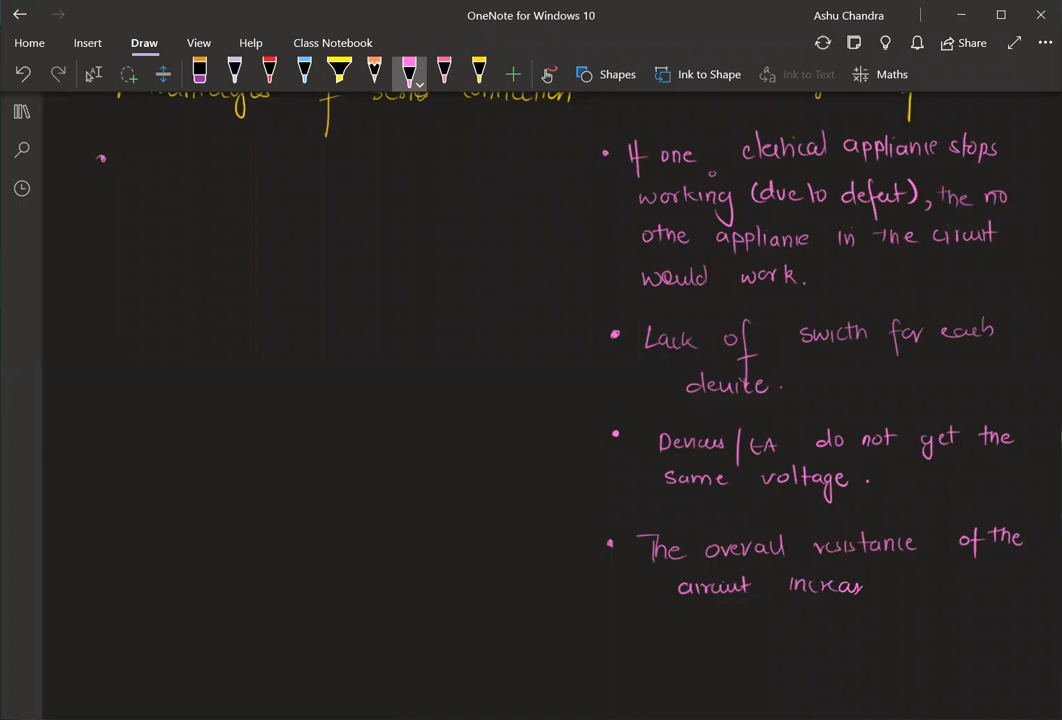 OneNote for Windows 10
Ashu Chandra
Home Insert Draw View Help Class Notebook
Share
Shapes Ink to Shape Ink to Text Maths
connection
• If one electrical appliance stops
working (due to defect), the no
othe appliance in the circuit
would work.
• Lack of swicth for each
device.
• Devices/EA do not get the
same voltage.
• The overall resistance of the
circuit increas